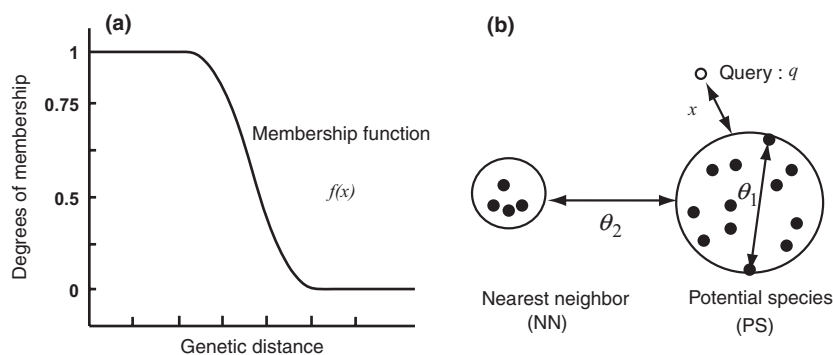 (a)
1
0.75
0.5
0
Degrees of membership
Membership function
f(x)
Genetic distance
(b)
Query : q
x
θ1
θ2
Nearest neighbor
(NN)
Potential species
(PS)